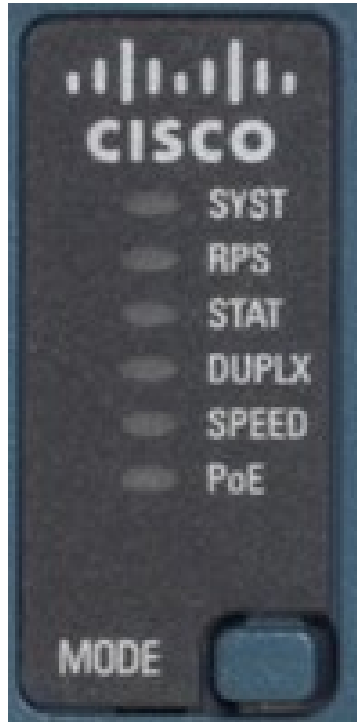 CISCO
SYST
RPS
STAT
DUPLX
SPEED
PoE
MODE